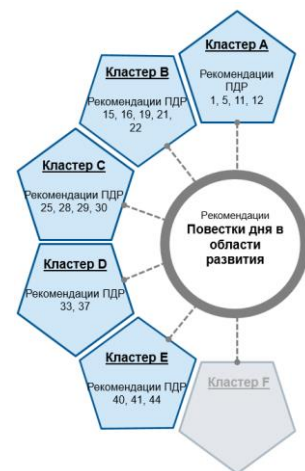 Кластер A
Рекомендации
ПДР
1, 5, 11, 12
Кластер B
Рекомендации ПДР
15, 16, 19, 21,
22
Кластер C
Рекомендации ПДР
25, 28, 29, 30
Кластер D
Рекомендации ПДР
33, 37
Кластер E
Рекомендации ПДР
40, 41, 44
Кластер F
Рекомендации
Повестки дня в
области
развития